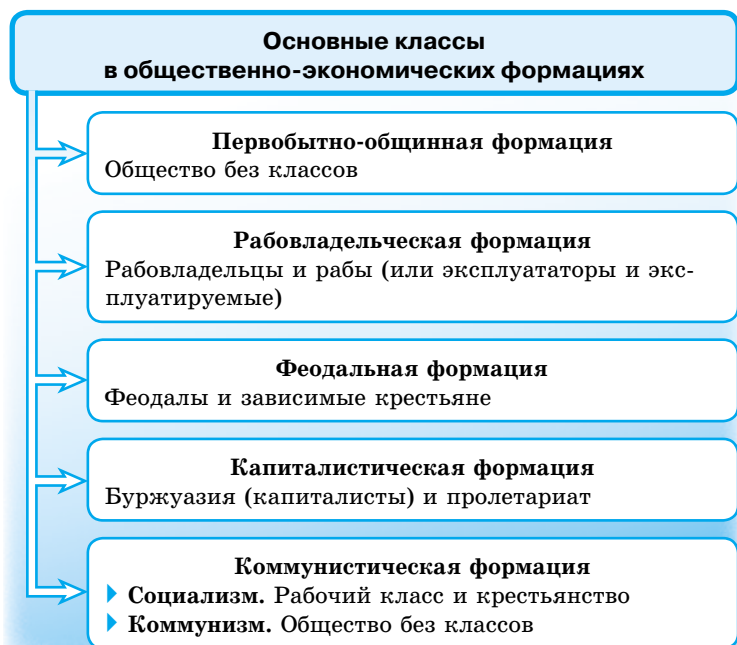 Основные классы
в общественно-экономических формациях
Первобытно-общинная формация
Общество без классов
Рабовладельческая формация
Рабовладельцы и рабы (или эксплуататоры и экс-
плуатируемые)
Феодальная формация
Феодалы и зависимые крестьяне
Капиталистическая формация
Буржуазия (капиталисты) и пролетариат
Коммунистическая формация
Социализм. Рабочий класс и крестьянство
Коммунизм. Общество без классов